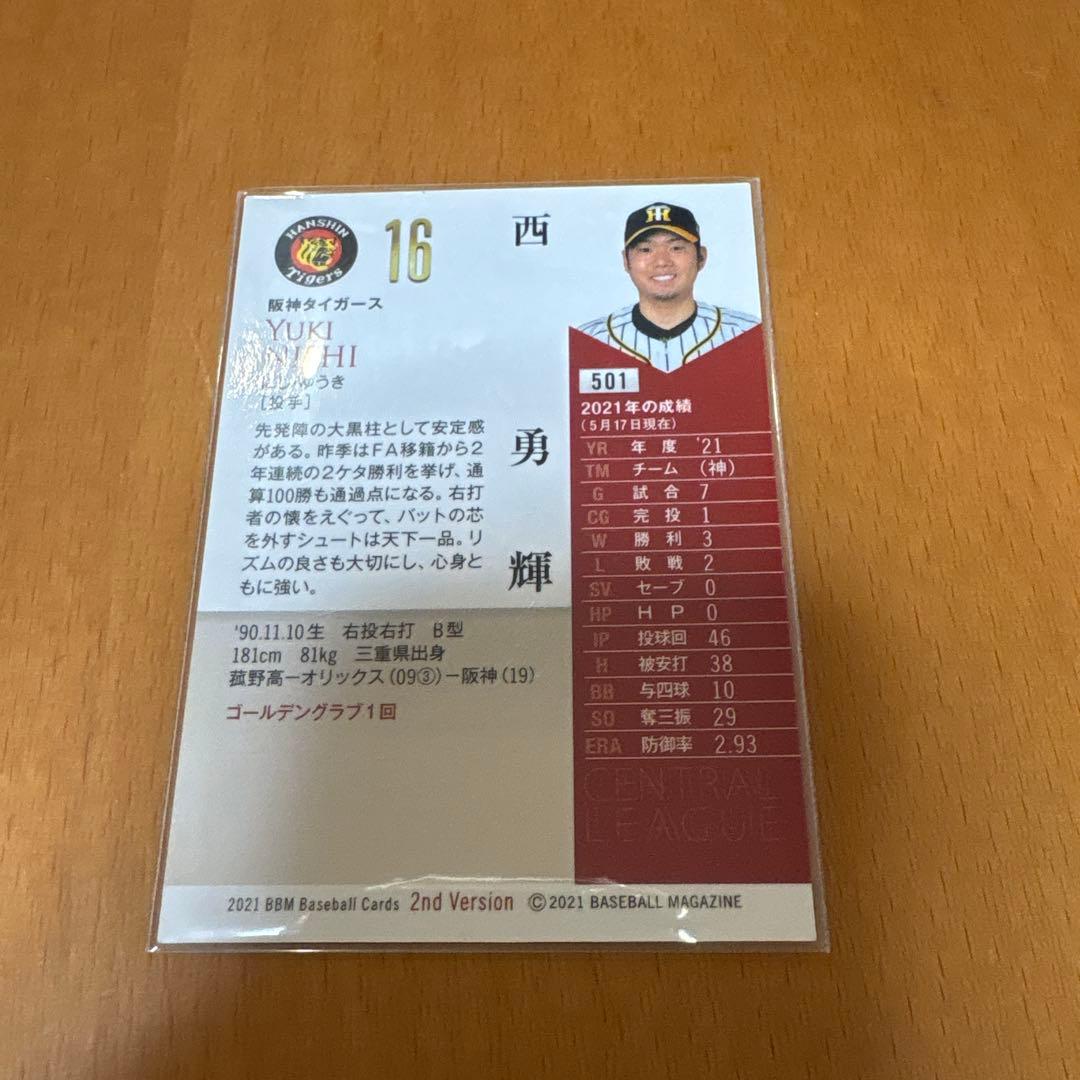 HANSHIN
Tigers
16
阪神タイガース
YUKI
NISHI
にし・ゆうき
[投手]
西
勇
輝
先発陣の大黒柱として安定感
がある。昨季はFA移籍から2
年連続の2ケタ勝利を挙げ、通
算100勝も通過点になる。右打
者の懐をえぐって、バットの芯
を外すシュートは天下一品。リ
ズムの良さも大切にし、心身と
もに強い。
'90.11.10生 右投右打 B型
181cm 81kg 三重県出身
菰野高ーオリックス(09③)ー阪神(19)
ゴールデングラブ1回
501
2021年の成績
(5月17日現在)
YR 年度 '21
TM チーム (神)
G 試合 7
CG 完投 1
W 勝利 3
L 敗戦 2
SV セーブ 0
HP HP 0
IP 投球回 46
H 被安打 38
BB 与四球 10
SO 奪三振 29
ERA 防御率 2.93
CENTRAL
LEAGUE
2021 BBM Baseball Cards 2nd Version ©2021 BASEBALL MAGAZINE